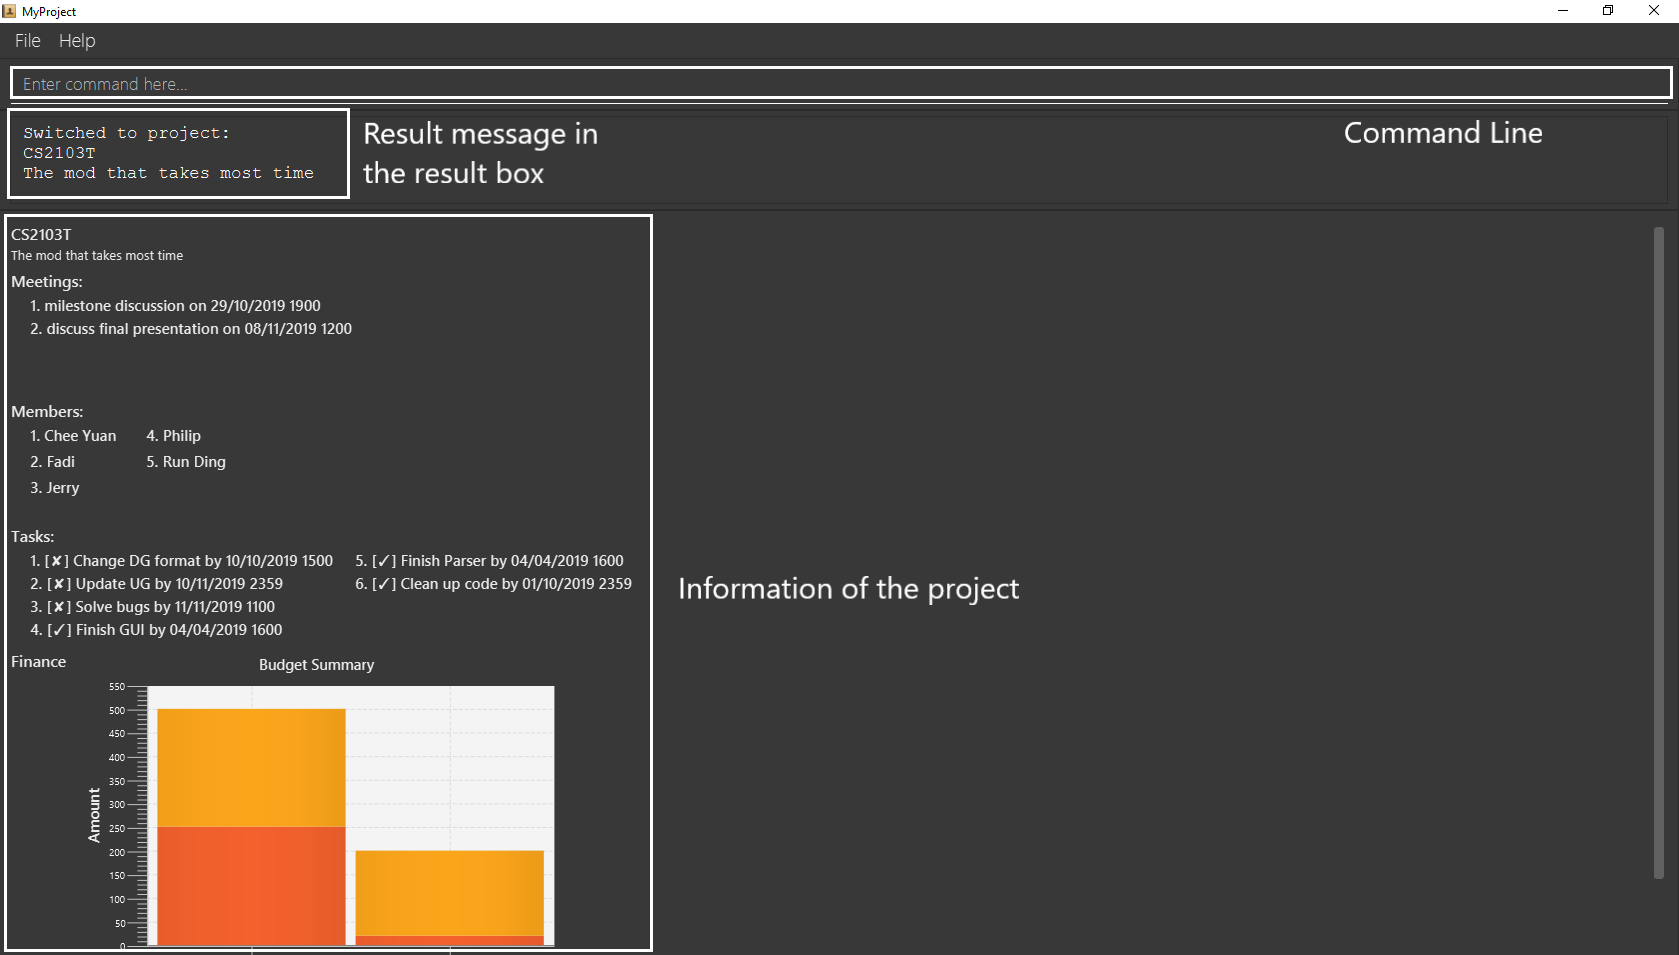 MyProject
File Help
Enter command here...
Switched to project:
CS2103T
The mod that takes most time
Result message in
the result box
Command Line
CS2103T
The mod that takes most time
Meetings:
1. milestone discussion on 29/10/2019 1900
2. discuss final presentation on 08/11/2019 1200
Members:
1. Chee Yuan
2. Fadi
3. Jerry
4. Philip
5. Run Ding
Tasks:
1. [✘] Change DG format by 10/10/2019 1500
2. [✘] Update UG by 10/11/2019 2359
3. [✘] Solve bugs by 11/11/2019 1100
4. [✓] Finish GUI by 04/04/2019 1600
5. [✓] Finish Parser by 04/04/2019 1600
6. [✓] Clean up code by 01/10/2019 2359
Information of the project
Finance
Budget Summary
Amount
550
500
450
400
350
300
250
200
150
100
50
0